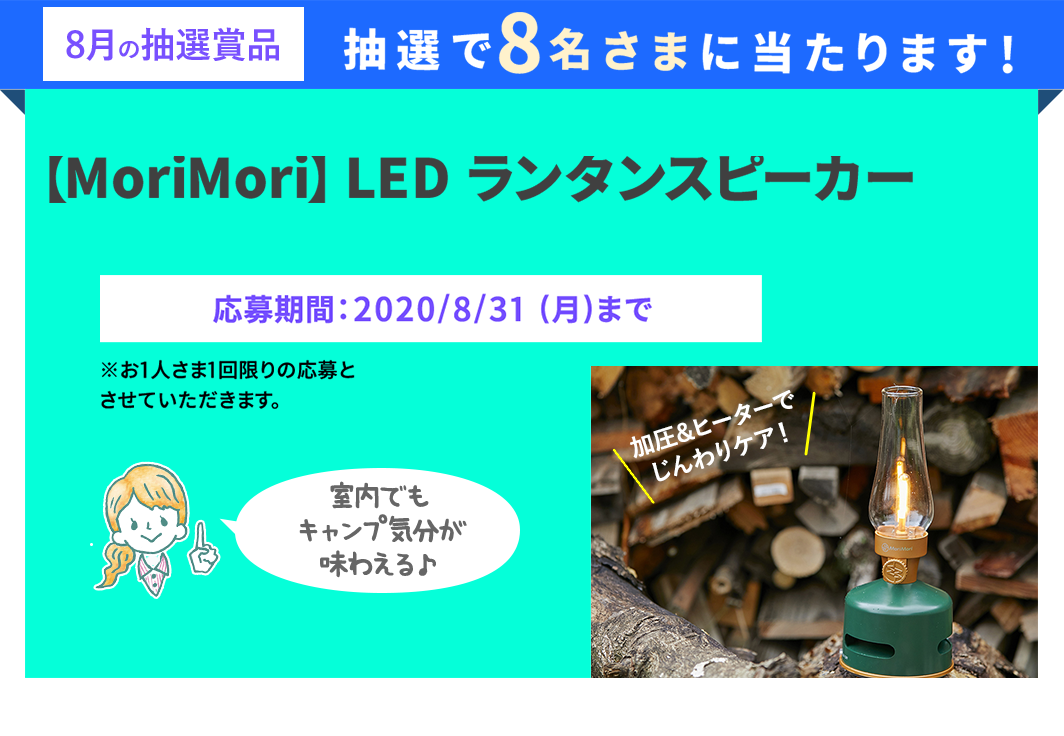 8月の抽選賞品
抽選で8名さまに当たります！
【MoriMori】LED ランタンスピーカー
応募期間：2020/8/31 (月)まで
※お1人さま1回限りの応募と
させていただきます。
加圧&ヒーターで
じんわりケア！
室内でも
キャンプ気分が
味わえる♪
MoriMori